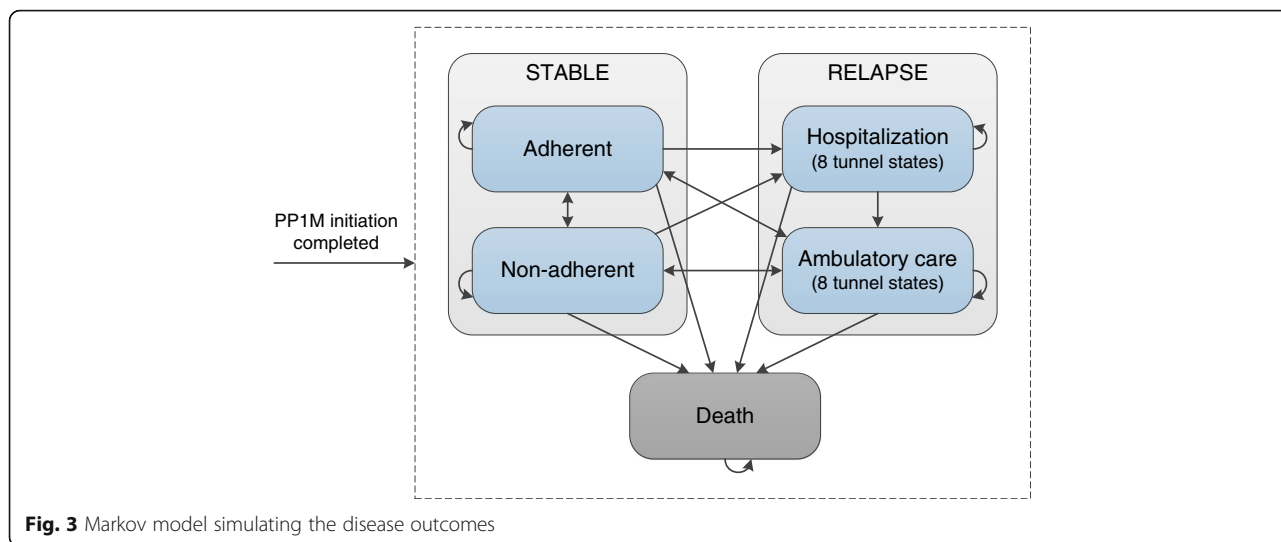 STABLE
RELAPSE
Adherent
Hospitalization
(8 tunnel states)
PP1M initiation
completed
Non-adherent
Ambulatory care
(8 tunnel states)
Death
Fig. 3 Markov model simulating the disease outcomes